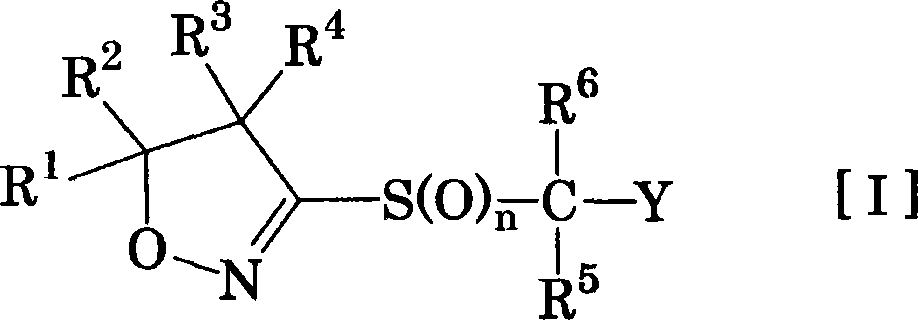 R³ R⁴
R² R⁶
R¹ S(O)ₙ C Y [I]
O N R⁵